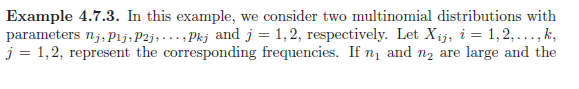 Example 4.7.3. In this example, we consider two multinomial distributions with
parameters n_j, p_{1j}, p_{2j}, . . . , p_{kj} and j = 1, 2, respectively. Let X_{ij}, i = 1, 2, . . . , k,
j = 1, 2, represent the corresponding frequencies. If n_1 and n_2 are large and the